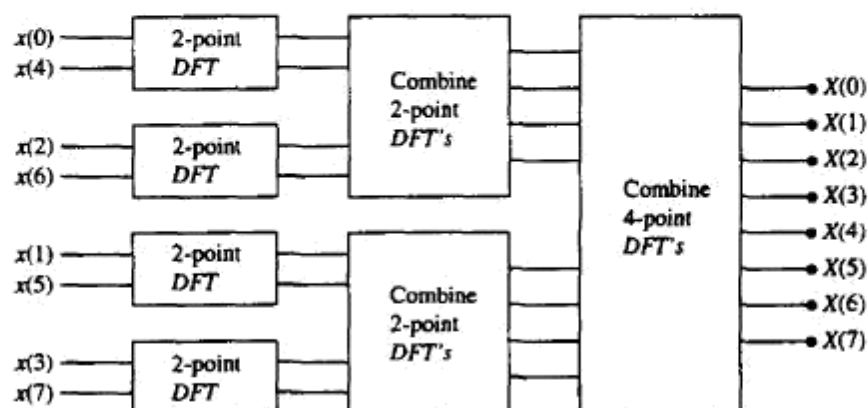 x(0)
x(4)
2-point
DFT
x(2)
x(6)
2-point
DFT
x(1)
x(5)
2-point
DFT
x(3)
x(7)
2-point
DFT
Combine
2-point
DFT's
Combine
2-point
DFT's
Combine
4-point
DFT's
X(0)
X(1)
X(2)
X(3)
X(4)
X(5)
X(6)
X(7)